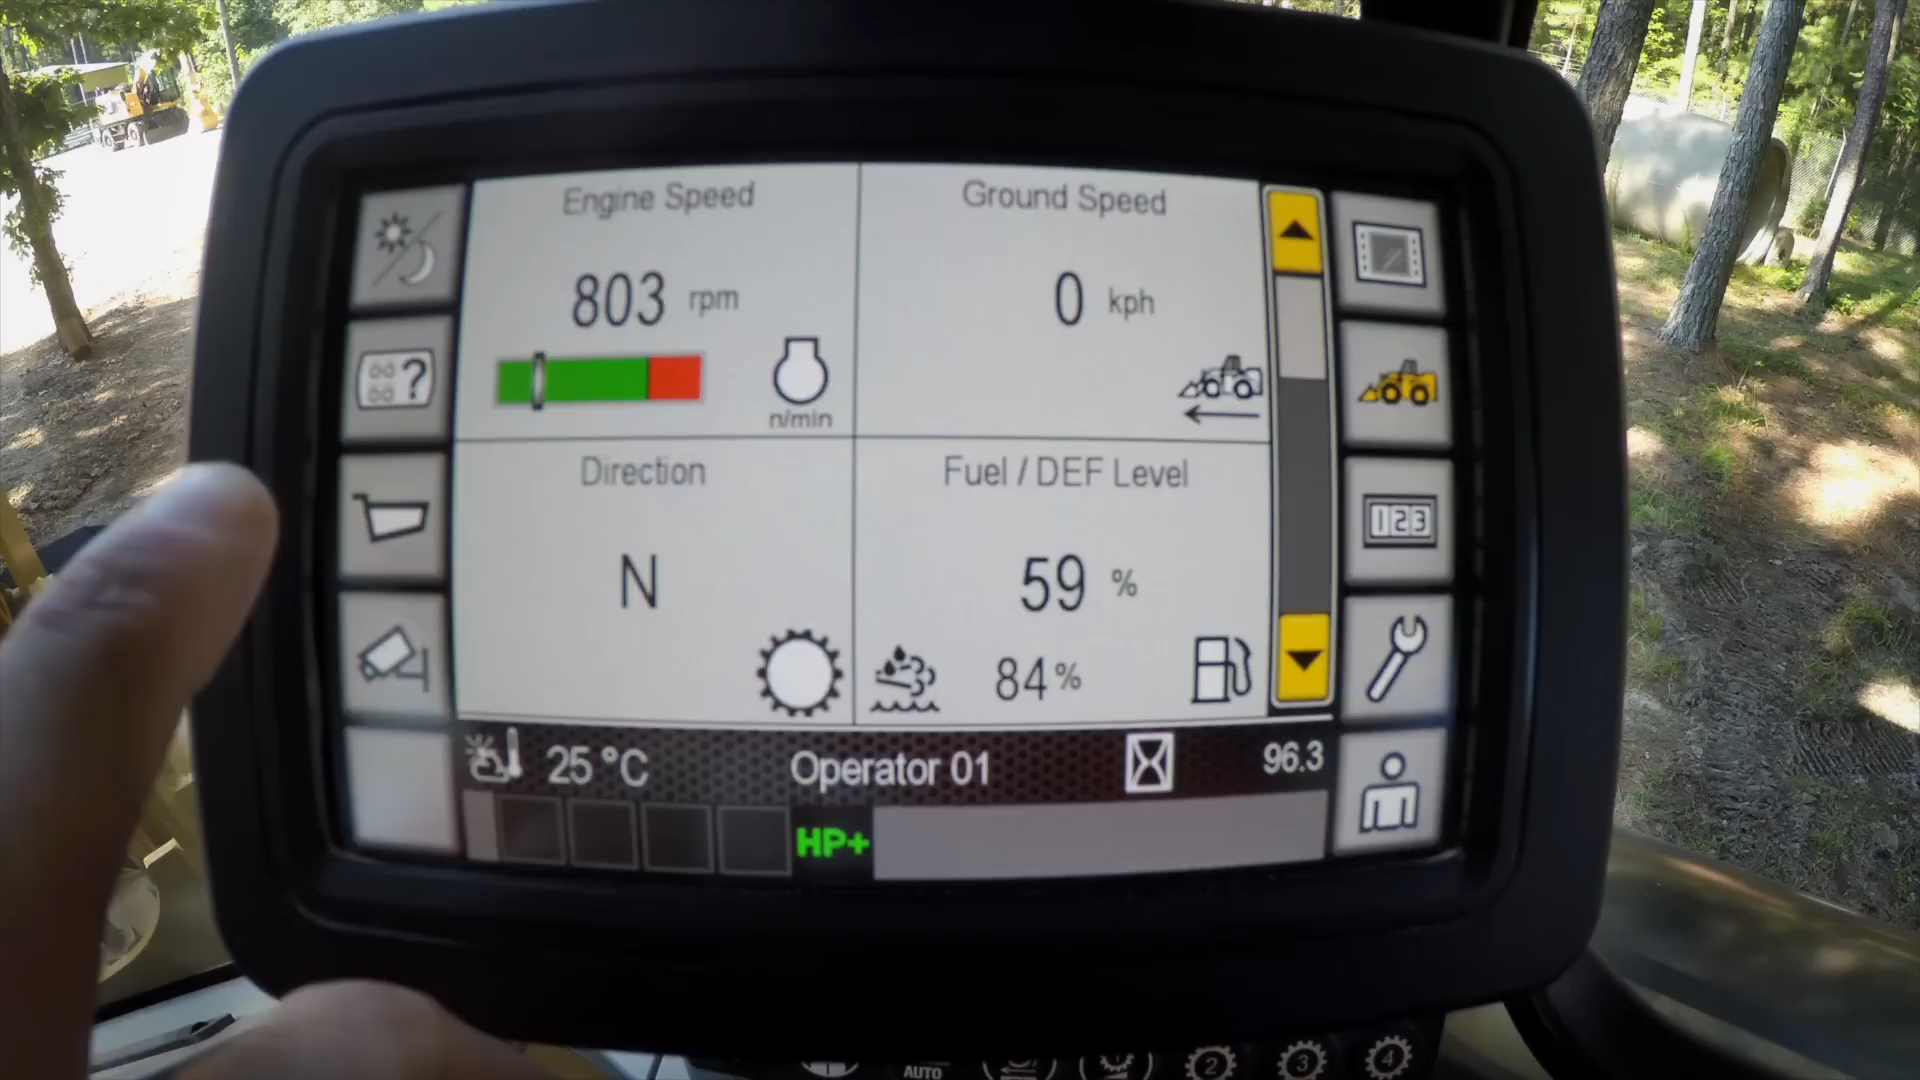 Engine Speed
803 rpm
n/min
Ground Speed
0 kph
?
Direction
N
Fuel / DEF Level
59 %
84%
123
25 °C
Operator 01
96.3
HP+
AUTO
2
3
4